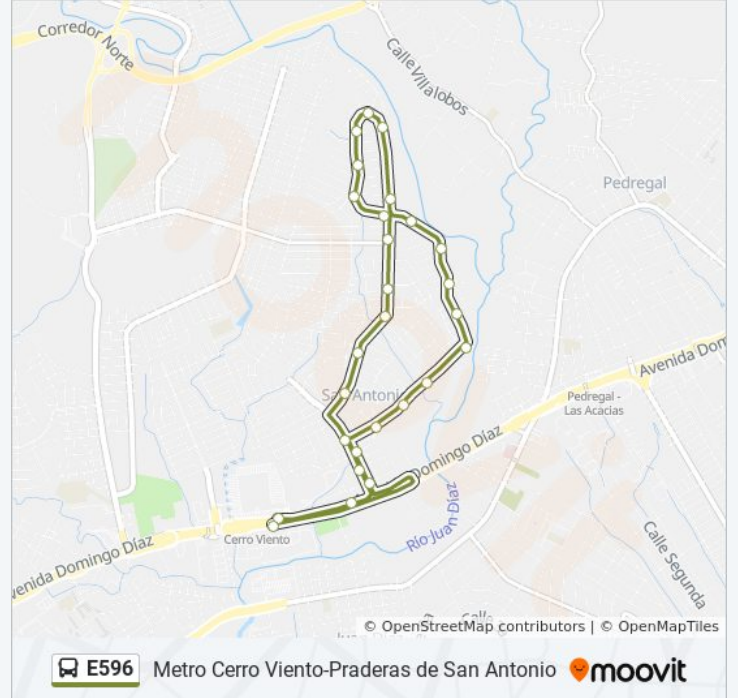 Corredor Norte
Calle Villalobos
Pedregal
San Antonio
Avenida Dom
Pedregal -
Las Acacias
Domingo Díaz
Río Juan Díaz
Cerro Viento
venida Domingo Díaz
Calle Segunda
© OpenStreetMap contributors | © OpenMapTiles
E596 Metro Cerro Viento-Praderas de San Antonio moovit